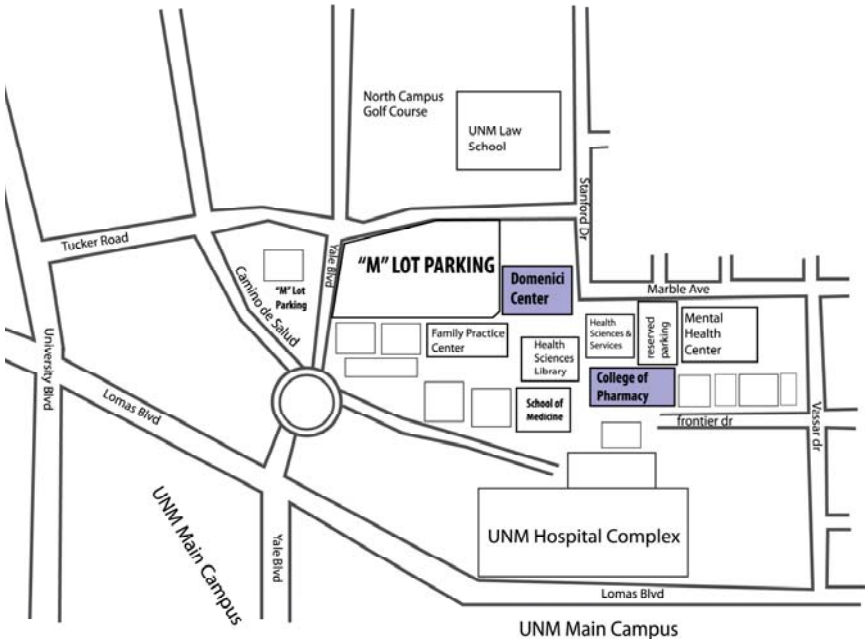 North Campus
Golf Course
UNM Law
School
Stanford Dr
Tucker Road
Yale Blvd
"M" LOT PARKING
"M" Lot
Parking
Camino de Salud
Domenici
Center
Marble Ave
Family Practice
Center
Health
Sciences &
Services
reserved
parking
Mental
Health
Center
Health
Sciences
Library
College of
Pharmacy
School of
Medicine
University Blvd
Lomas Blvd
frontier dr
Vassar dr
UNM Main Campus
Yale Blvd
UNM Hospital Complex
Lomas Blvd
UNM Main Campus